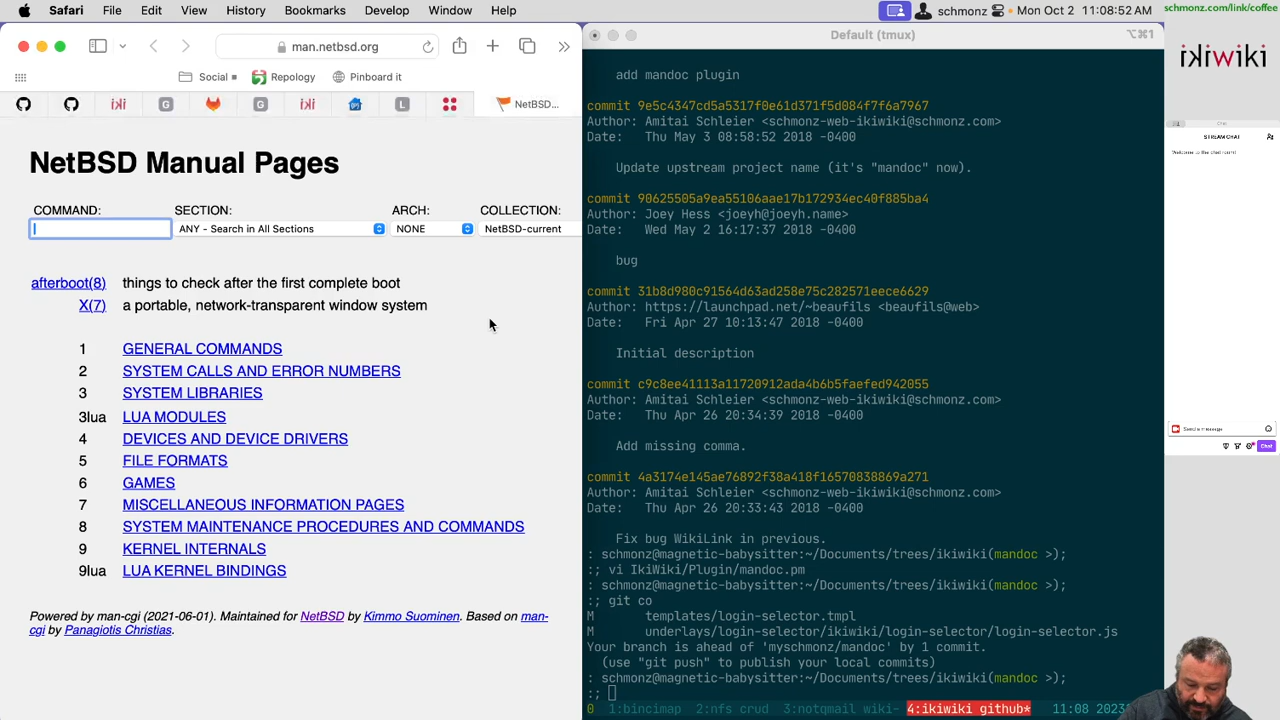 Safari File Edit View History Bookmarks Develop Window Help
schmonz Mon Oct 2 11:08:52AM
schmonz.com/link/coffee
man.netbsd.org
Default (tmux)
⌥⌘1
ikiwiki
Social
Repology
Pinboard it
iki G G iki L NetBSD...
NetBSD Manual Pages
COMMAND: SECTION: ARCH: COLLECTION:
ANY - Search in All Sections NONE NetBSD-current
afterboot(8) things to check after the first complete boot
X(7) a portable, network-transparent window system
1 GENERAL COMMANDS
2 SYSTEM CALLS AND ERROR NUMBERS
3 SYSTEM LIBRARIES
3lua LUA MODULES
4 DEVICES AND DEVICE DRIVERS
5 FILE FORMATS
6 GAMES
7 MISCELLANEOUS INFORMATION PAGES
8 SYSTEM MAINTENANCE PROCEDURES AND COMMANDS
9 KERNEL INTERNALS
9lua LUA KERNEL BINDINGS
Powered by man-cgi (2021-06-01). Maintained for NetBSD by Kimmo Suominen. Based on man-
cgi by Panagiotis Christias.
add mandoc plugin
commit 9e5c4347cd5a5317f0e61d371f5d084f7f6a7967
Author: Amitai Schleier <schmonz-web-ikiwiki@schmonz.com>
Date: Thu May 3 08:58:52 2018 -0400
Update upstream project name (it's "mandoc" now).
commit 90625505a9ea55106aae17b172934ec40f885ba4
Author: Joey Hess <joeyh@joeyh.name>
Date: Wed May 2 16:17:37 2018 -0400
bug
commit 31b8d980c91564d63ad258e75c282571eece6629
Author: https://launchpad.net/~beaufils <beaufils@web>
Date: Fri Apr 27 10:13:47 2018 -0400
Initial description
commit c9c8ee41113a11720912ada4b6b5faefed942055
Author: Amitai Schleier <schmonz-web-ikiwiki@schmonz.com>
Date: Thu Apr 26 20:34:39 2018 -0400
Add missing comma.
commit 4a3174e145ae76892f38a418f16570838869a271
Author: Amitai Schleier <schmonz-web-ikiwiki@schmonz.com>
Date: Thu Apr 26 20:33:43 2018 -0400
Fix bug WikiLink in previous.
: schmonz@magnetic-babysitter:~/Documents/trees/ikiwiki(mandoc >);
:; vi IkiWiki/Plugin/mandoc.pm
: schmonz@magnetic-babysitter:~/Documents/trees/ikiwiki(mandoc >);
:; git co
M templates/login-selector.tmpl
M underlays/login-selector/ikiwiki/login-selector/login-selector.js
Your branch is ahead of 'myschmonz/mandoc' by 1 commit.
(use "git push" to publish your local commits)
: schmonz@magnetic-babysitter:~/Documents/trees/ikiwiki(mandoc >);
:;
0 1:bincimap 2:nfs crud 3:notqmail wiki- 4:ikiwiki github* 11:08 2023
STREAM CHAT
Welcome to the chat room!
Send a message
Chat